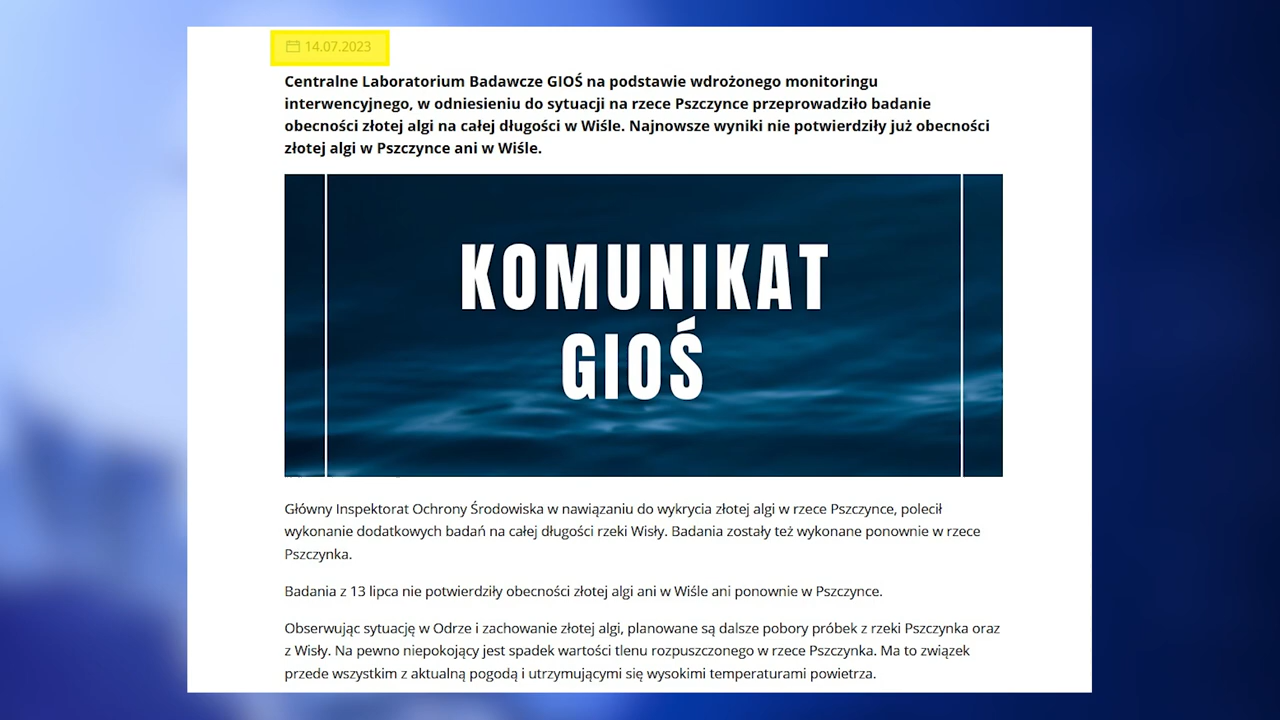 14.07.2023
Centralne Laboratorium Badawcze GIOŚ na podstawie wdrożonego monitoringu
interwencyjnego, w odniesieniu do sytuacji na rzece Pszczynce przeprowadziło badanie
obecności złotej algi na całej długości w Wiśle. Najnowsze wyniki nie potwierdziły już obecności
złotej algi w Pszczynce ani w Wiśle.
KOMUNIKAT
GIOŚ
Główny Inspektorat Ochrony Środowiska w nawiązaniu do wykrycia złotej algi w rzece Pszczynce, polecił
wykonanie dodatkowych badań na całej długości rzeki Wisły. Badania zostały też wykonane ponownie w rzece
Pszczynka.
Badania z 13 lipca nie potwierdziły obecności złotej algi ani w Wiśle ani ponownie w Pszczynce.
Obserwując sytuację w Odrze i zachowanie złotej algi, planowane są dalsze pobory próbek z rzeki Pszczynka oraz
z Wisły. Na pewno niepokojący jest spadek wartości tlenu rozpuszczonego w rzece Pszczynka. Ma to związek
przede wszystkim z aktualną pogodą i utrzymującymi się wysokimi temperaturami powietrza.